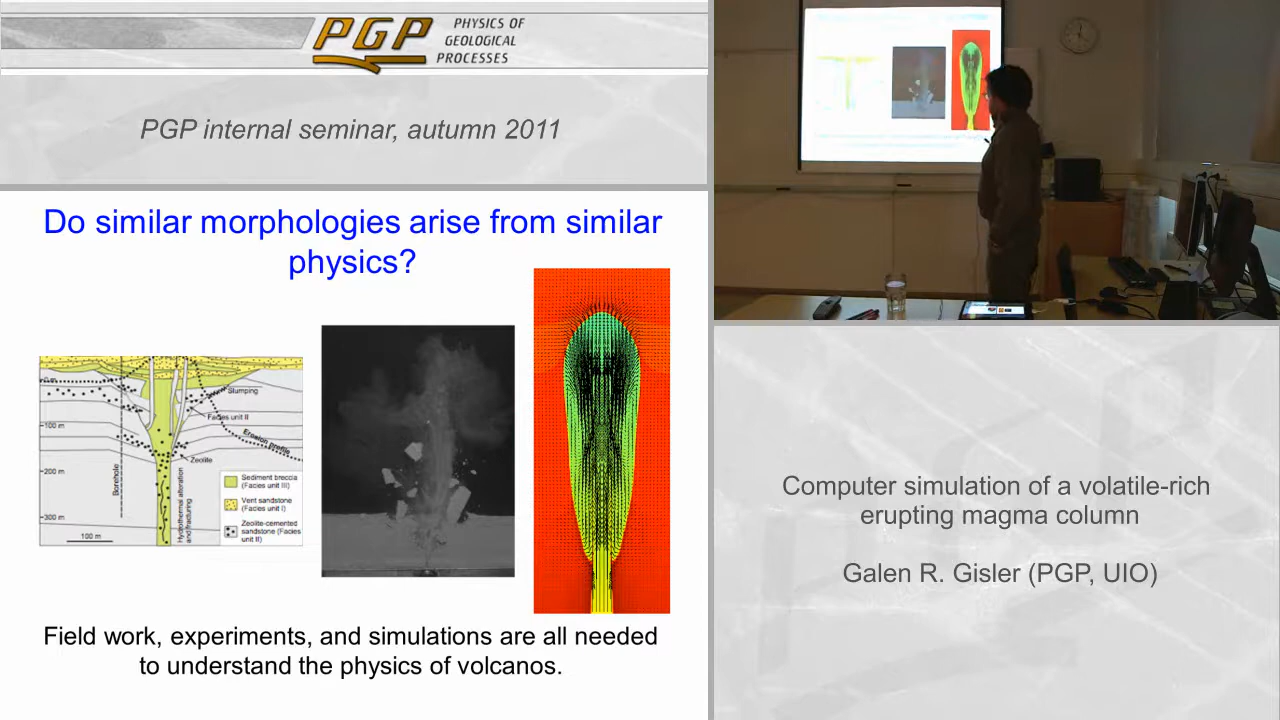 PGP
PHYSICS OF
GEOLOGICAL
PROCESSES
PGP internal seminar, autumn 2011
Do similar morphologies arise from similar
physics?
Slumping
Facies unit II
Erosion profile
Zeolite
100 m
200 m
300 m
100 m
Borehole
Hydrothermal alteration
and fracturing
Sediment breccia
(Facies unit III)
Vent sandstone
(Facies unit I)
Zeolite-cemented
sandstone (Facies
unit II)
Field work, experiments, and simulations are all needed
to understand the physics of volcanos.
Computer simulation of a volatile-rich
erupting magma column
Galen R. Gisler (PGP, UIO)